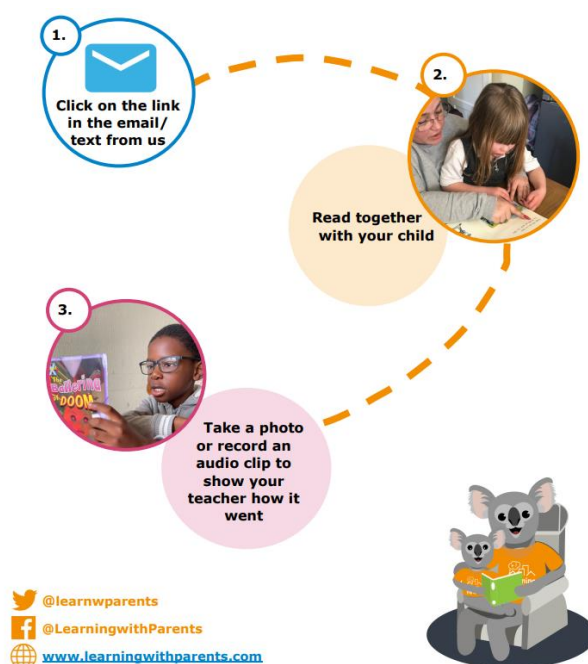 1.
Click on the link
in the email/
text from us
2.
Read together
with your child
3.
DOOM
Take a photo
or record an
audio clip to
show your
teacher how it
went
@learnwparents
@LearningwithParents
www.learningwithparents.com